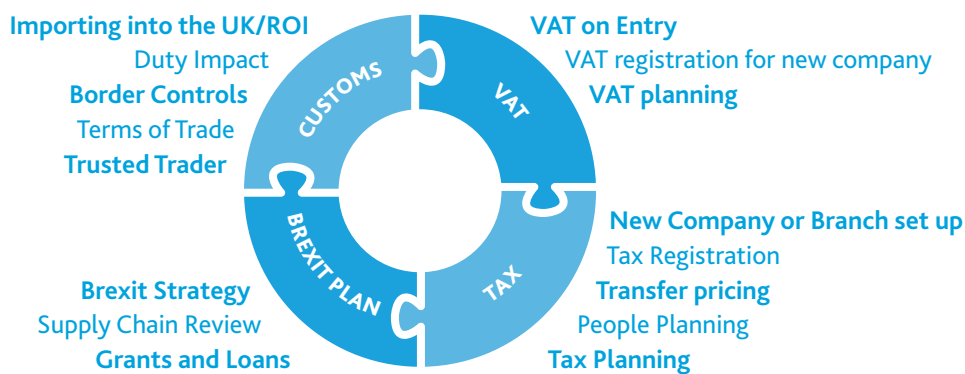 Importing into the UK/ROI
Duty Impact
Border Controls
Terms of Trade
Trusted Trader
CUSTOMS
VAT on Entry
VAT registration for new company
VAT planning
VAT
New Company or Branch set up
Tax Registration
Transfer pricing
People Planning
Tax Planning
TAX
Brexit Strategy
Supply Chain Review
Grants and Loans
BREXIT PLAN